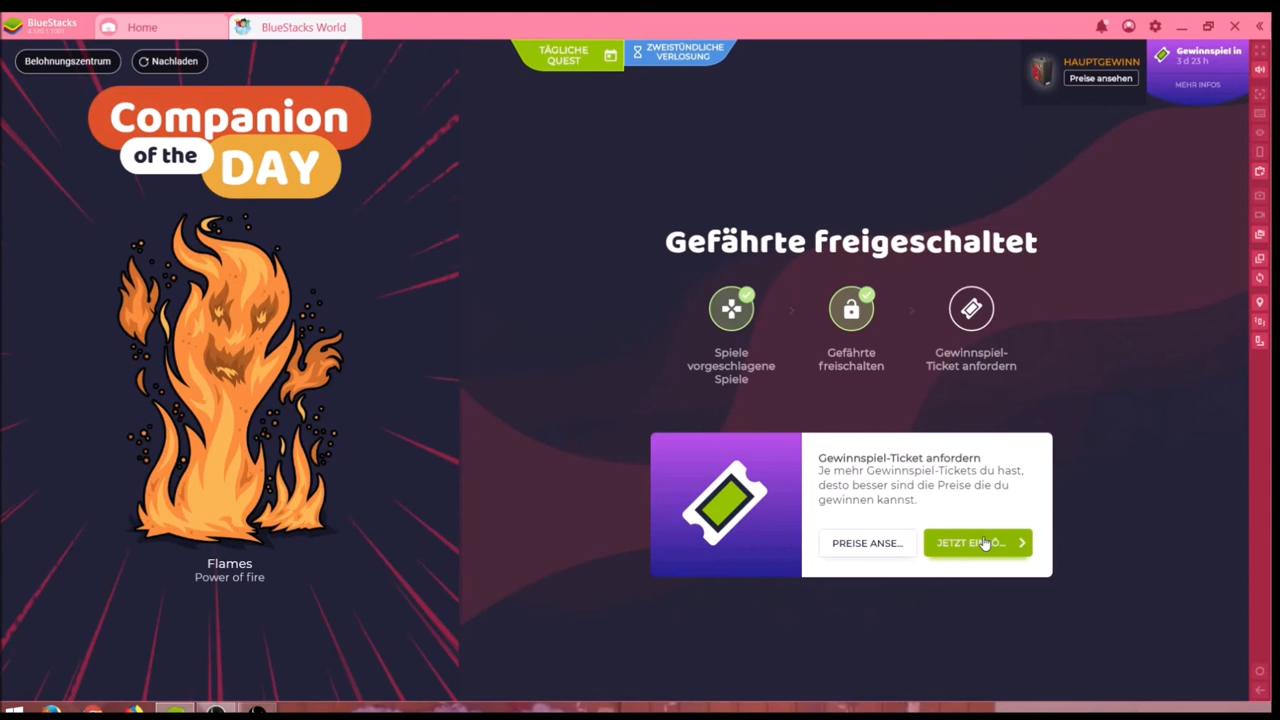 BlueStacks
Home
BlueStacks World
Belohnungszentrum
Nachladen
TÄGLICHE
QUEST
ZWEISTÜNDLICHE
VERLOSUNG
HAUPTGEWINN
Preise ansehen
Gewinnspiel in
3 d 23 h
MEHR INFOS
Companion
of the
DAY
Flames
Power of fire
Gefährte freigeschaltet
Spiele
vorgeschlagene
Spiele
Gefährte
freischalten
Gewinnspiel-
Ticket anfordern
Gewinnspiel-Ticket anfordern
Je mehr Gewinnspiel-Tickets du hast,
desto besser sind die Preise die du
gewinnen kannst.
PREISE ANSE...
JETZT